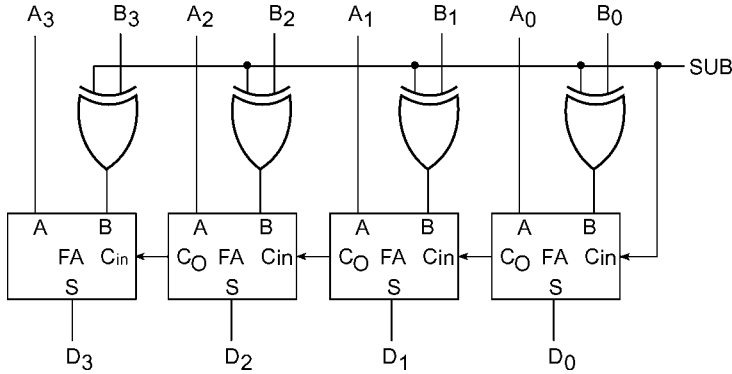 A3 B3 A2 B2 A1 B1 A0 B0
SUB
A B A B A B A B
FA Cin CO FA Cin CO FA Cin CO FA Cin
S S S S
D3 D2 D1 D0